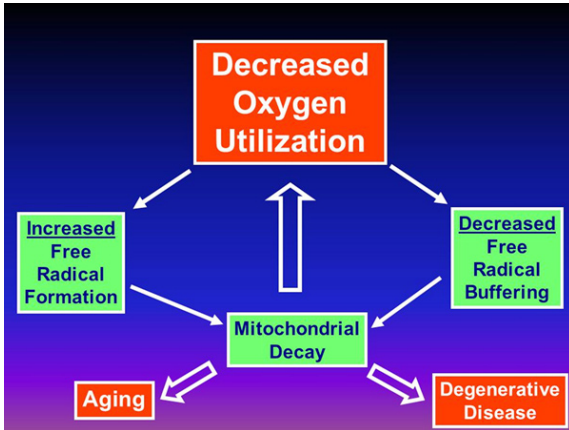 Decreased
Oxygen
Utilization
Increased
Free
Radical
Formation
Decreased
Free
Radical
Buffering
Mitochondrial
Decay
Aging
Degenerative
Disease